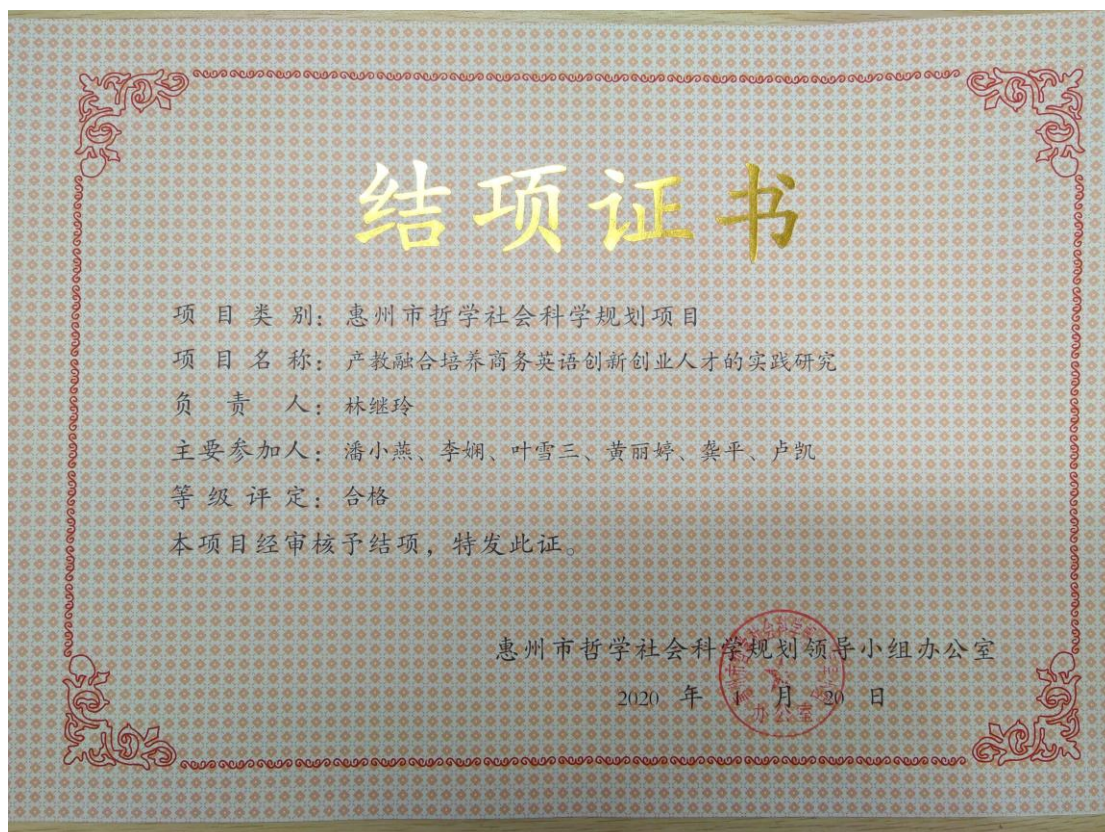 结项证书
项目类别：惠州市哲学社会科学规划项目
项目名称：产教融合培养商务英语创新创业人才的实践研究
负责人：林继玲
主要参加人：潘小燕、李娴、叶雪三、黄丽婷、龚平、卢凯
等级评定：合格
本项目经审核予结项，特发此证。
惠州市哲学社会科学规划领导小组办公室
2020 年 1 月 20 日
办公室